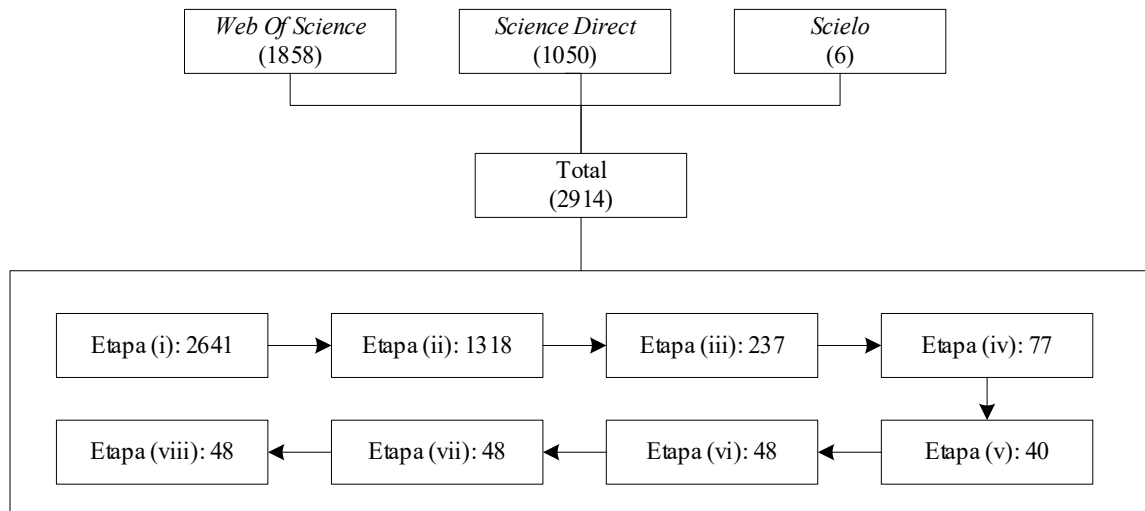 Web Of Science
(1858)
Science Direct
(1050)
Scielo
(6)
Total
(2914)
Etapa (i): 2641
Etapa (ii): 1318
Etapa (iii): 237
Etapa (iv): 77
Etapa (viii): 48
Etapa (vii): 48
Etapa (vi): 48
Etapa (v): 40